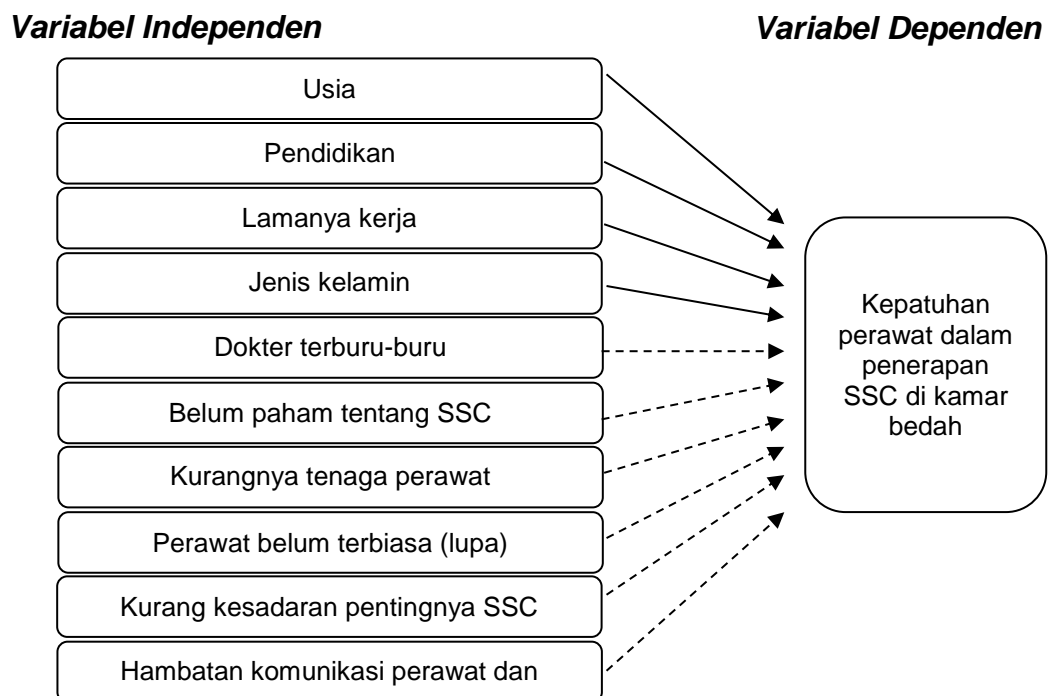 Variabel Independen
Variabel Dependen
Usia
Pendidikan
Lamanya kerja
Jenis kelamin
Dokter terburu-buru
Belum paham tentang SSC
Kurangnya tenaga perawat
Perawat belum terbiasa (lupa)
Kurang kesadaran pentingnya SSC
Hambatan komunikasi perawat dan
Kepatuhan
perawat dalam
penerapan
SSC di kamar
bedah